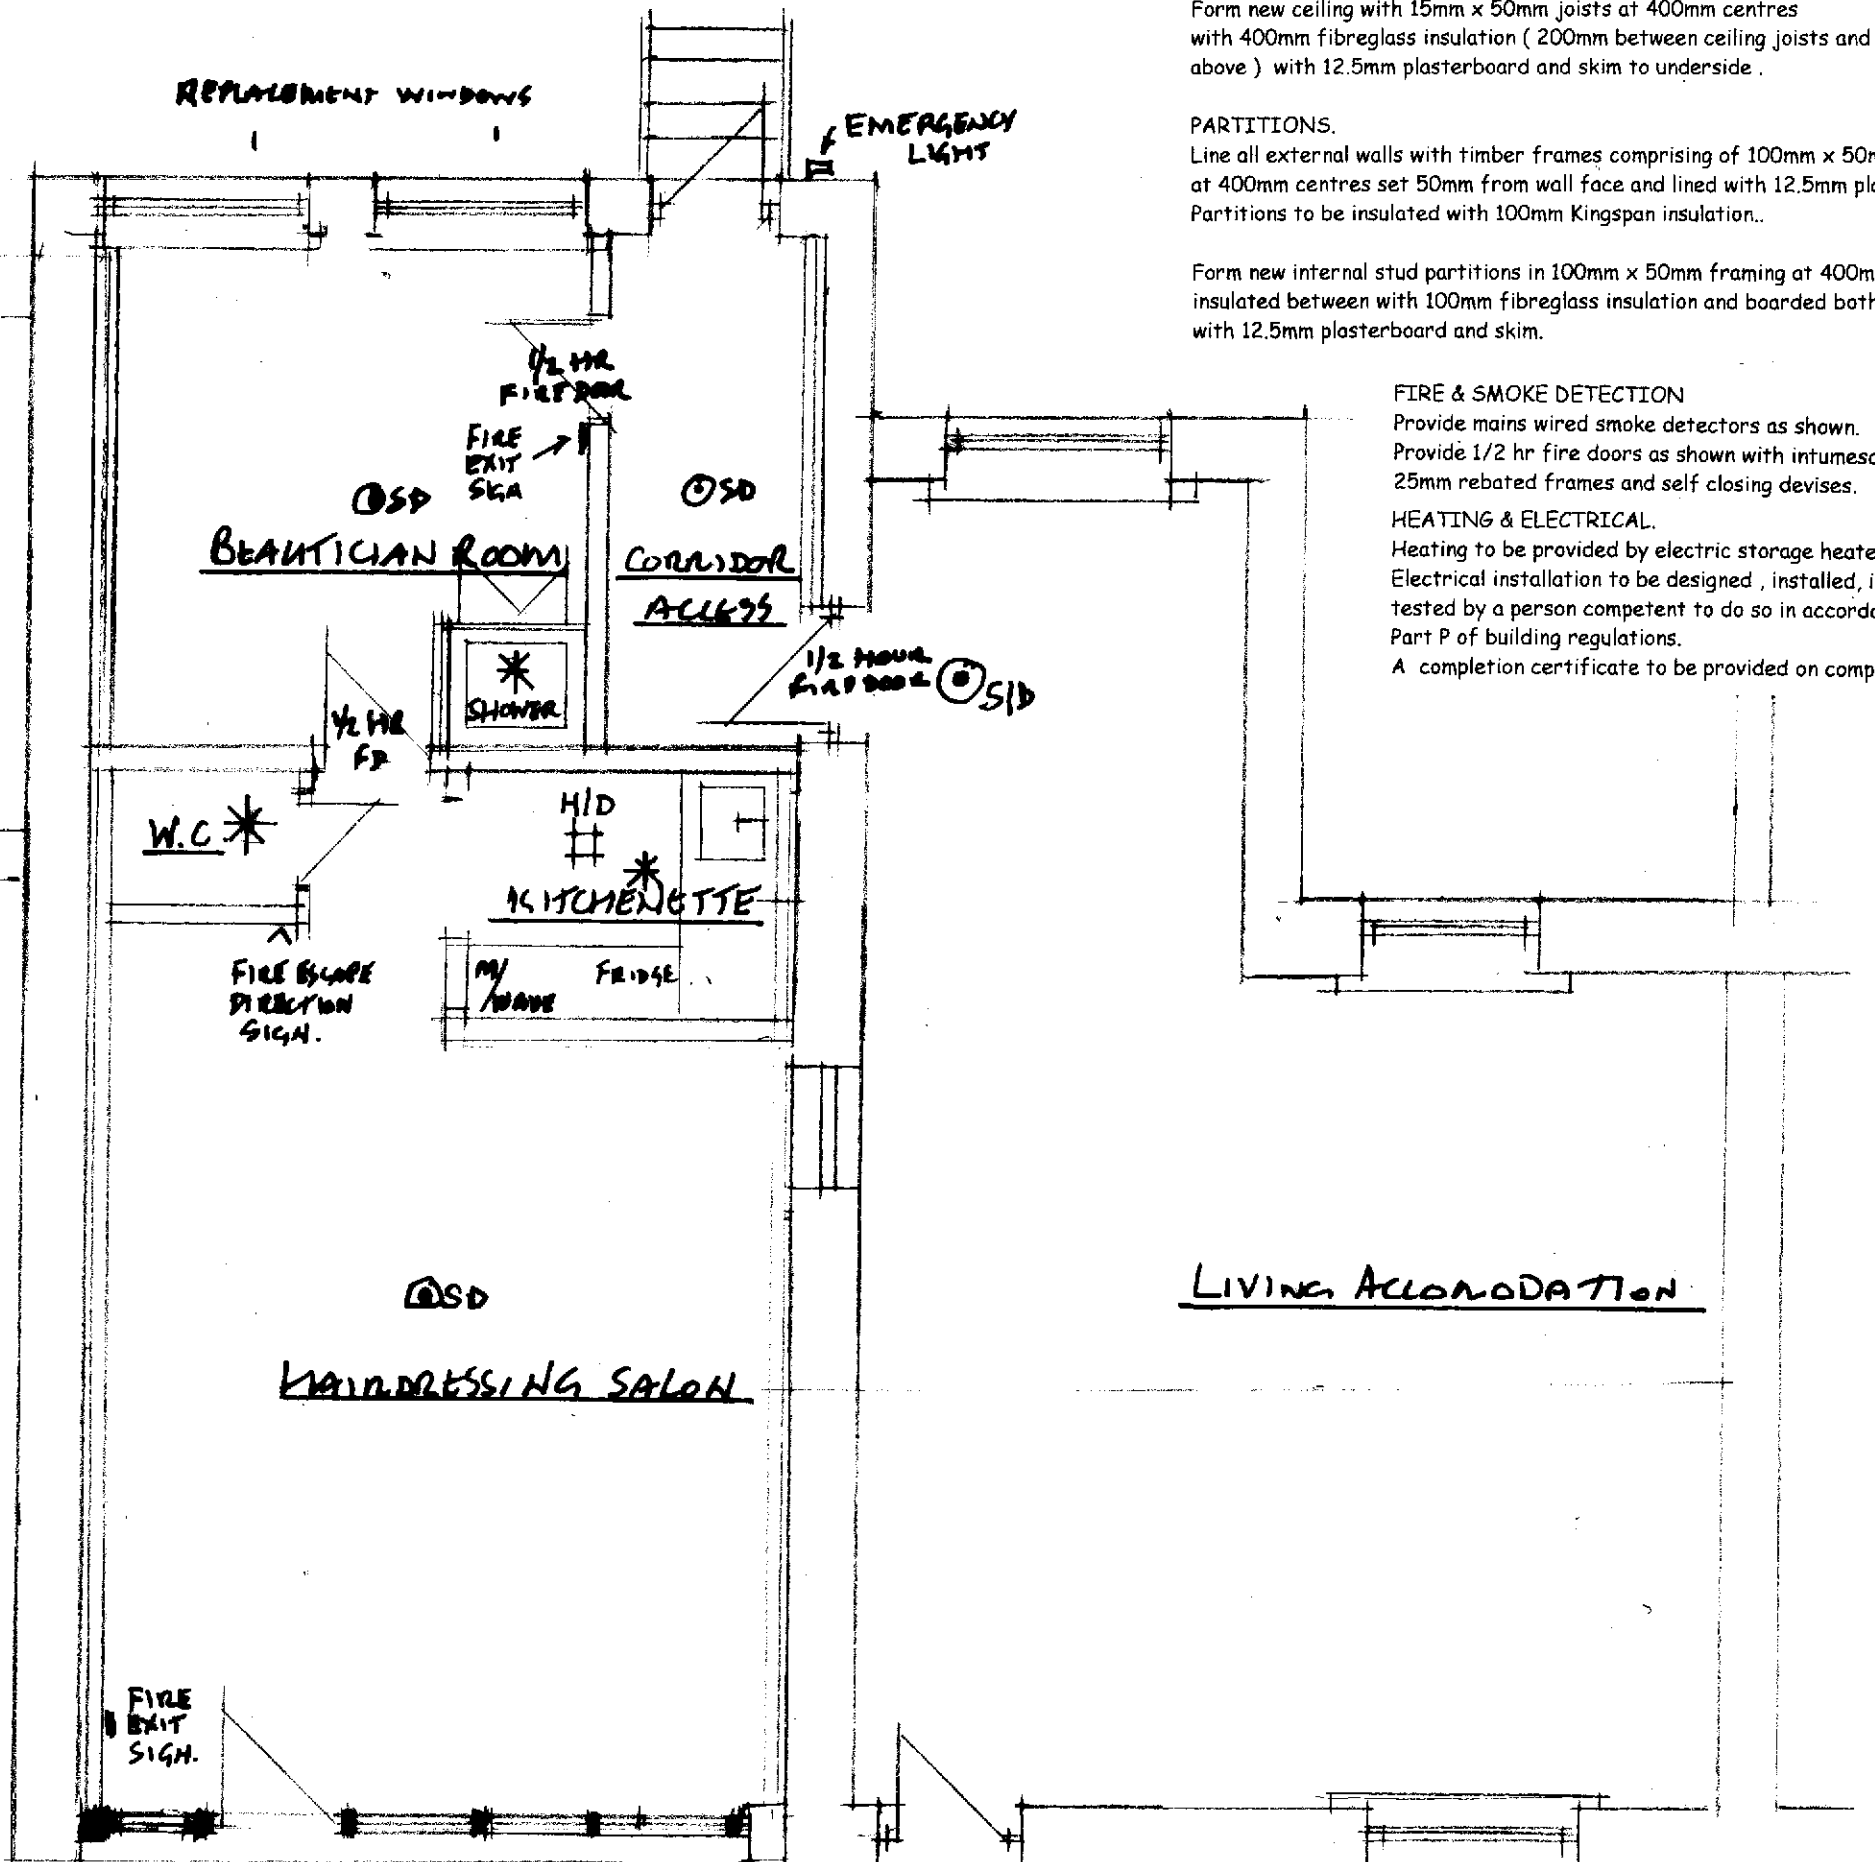 Form new ceiling with 15mm x 50mm joists at 400mm centres
with 400mm fibreglass insulation ( 200mm between ceiling joists and
above ) with 12.5mm plasterboard and skim to underside .
PARTITIONS.
Line all external walls with timber frames comprising of 100mm x 50m
at 400mm centres set 50mm from wall face and lined with 12.5mm pla
Partitions to be insulated with 100mm Kingspan insulation..
Form new internal stud partitions in 100mm x 50mm framing at 400m
insulated between with 100mm fibreglass insulation and boarded both
with 12.5mm plasterboard and skim.
FIRE & SMOKE DETECTION
Provide mains wired smoke detectors as shown.
Provide 1/2 hr fire doors as shown with intumesc
25mm rebated frames and self closing devises.
HEATING & ELECTRICAL.
Heating to be provided by electric storage heate
Electrical installation to be designed , installed, i
tested by a person competent to do so in accorda
Part P of building regulations.
A completion certificate to be provided on comp
REPLACEMENT WINDOWS
EMERGENCY
LIGHT
1/2 HR
FIRE DOOR
FIRE
EXIT
SIGN
SD
SD
BEAUTICIAN ROOM
CORRIDOR
ACCESS
1/2 HOUR
FIRE DOOR
S/D
SHOWER
1/2 HR
FD
W.C
H/D
KITCHENETTE
M/
WAVE
FRIDGE
FIRE ESCAPE
DIRECTION
SIGN.
SD
HAIRDRESSING SALON
LIVING ACCOMODATION
FIRE
EXIT
SIGN.